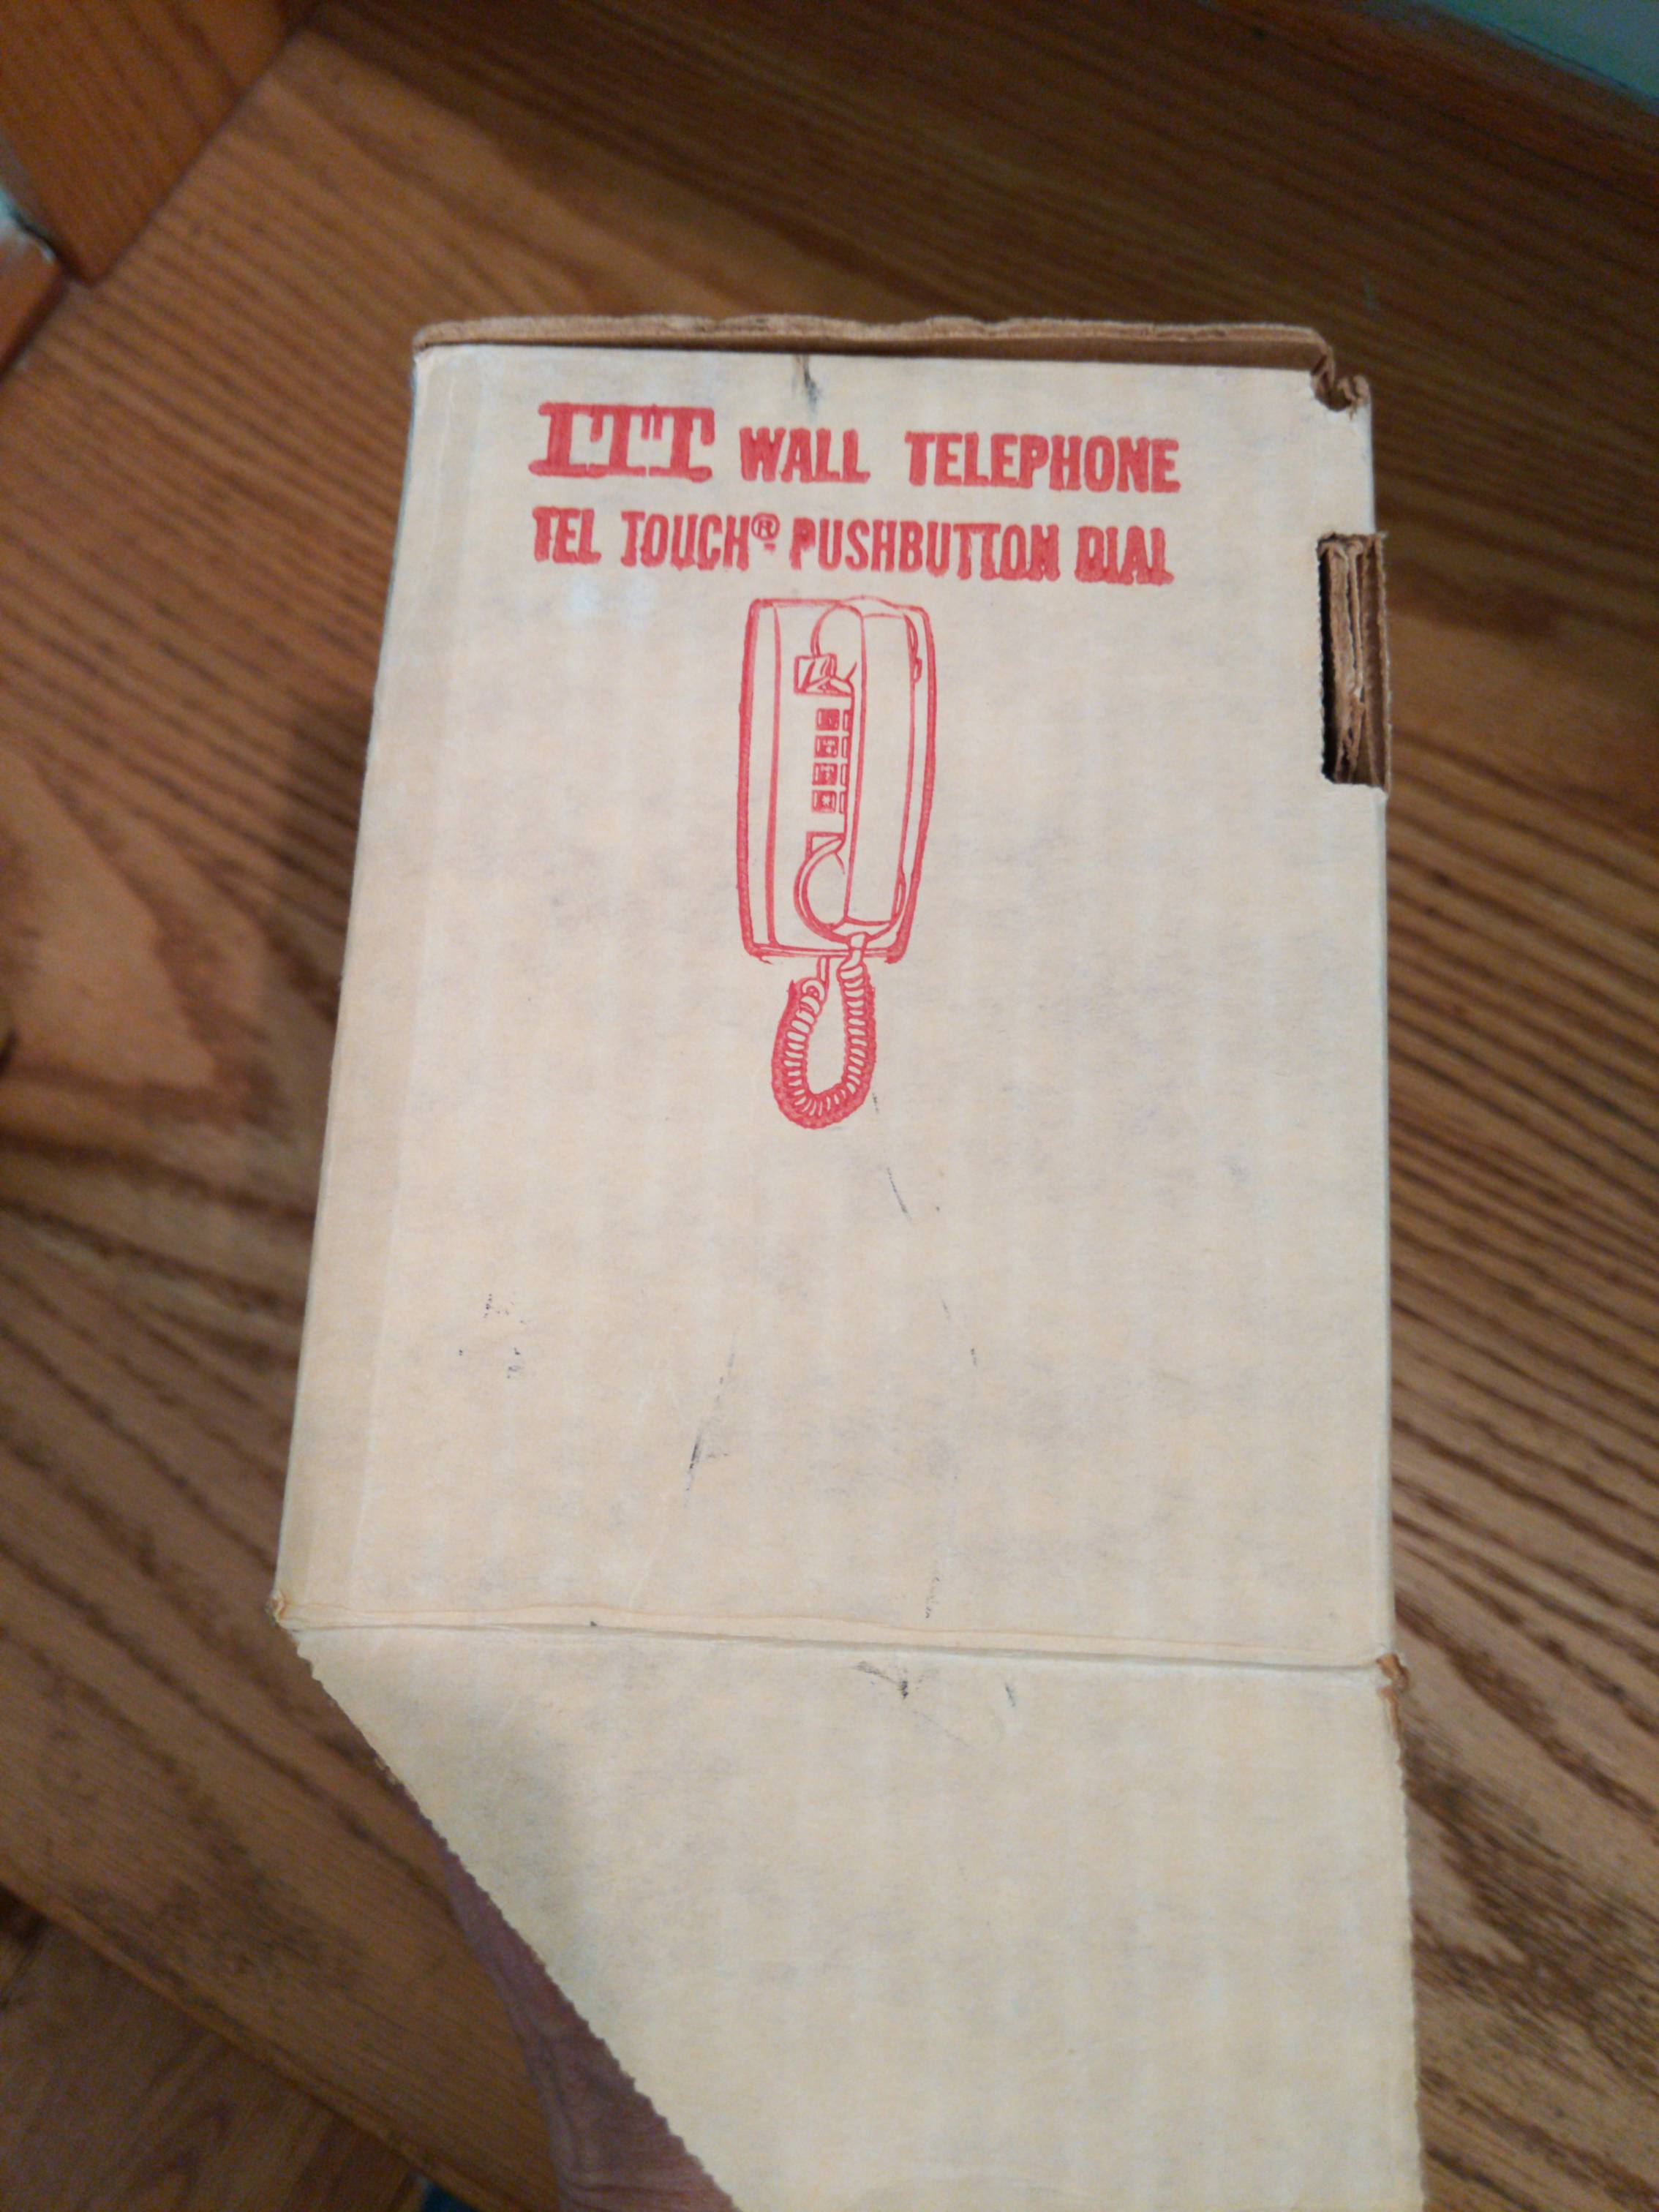 ITT WALL TELEPHONE
TEL TOUCH® PUSHBUTTON DIAL